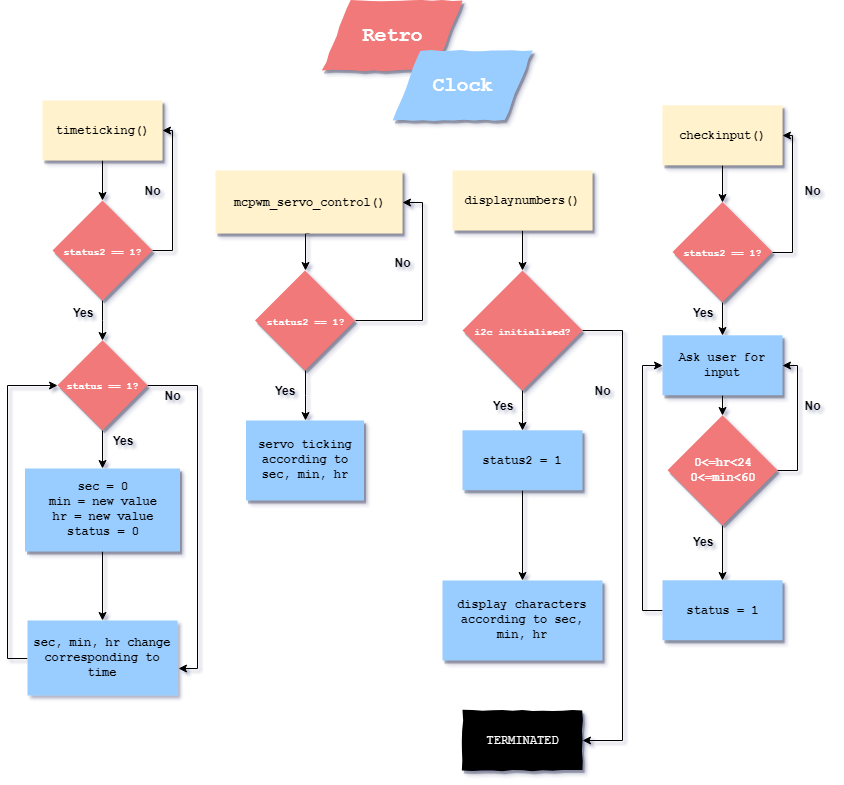 Retro
Clock
timeticking()
No
status2 == 1?
Yes
status == 1?
No
Yes
sec = 0
min = new value
hr = new value
status = 0
sec, min, hr change
corresponding to
time
mcpwm_servo_control()
No
status2 == 1?
Yes
servo ticking
according to
sec, min, hr
displaynumbers()
i2c initialised?
No
Yes
status2 = 1
display characters
according to sec,
min, hr
TERMINATED
checkinput()
No
status2 == 1?
Yes
Ask user for
input
No
0<=hr<24
0<=min<60
Yes
status = 1